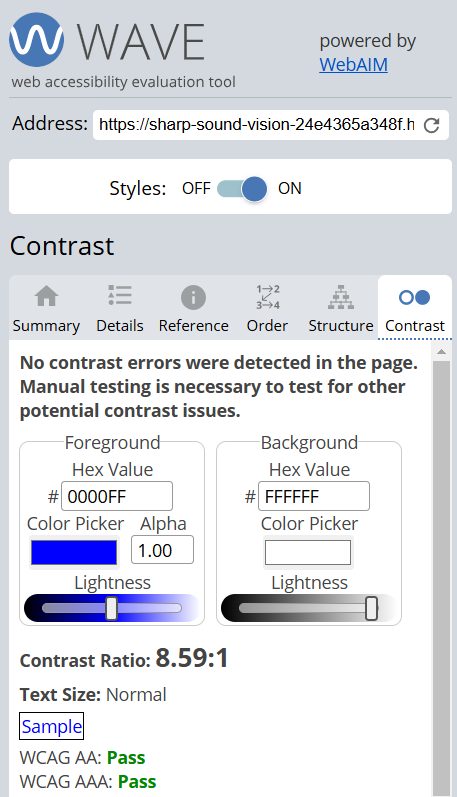 WAVE
powered by
WebAIM
web accessibility evaluation tool
Address: https://sharp-sound-vision-24e4365a348f.h
Styles: OFF ON
Contrast
Summary Details Reference Order Structure Contrast
No contrast errors were detected in the page.
Manual testing is necessary to test for other
potential contrast issues.
Foreground
Hex Value
# 0000FF
Color Picker Alpha
1.00
Lightness
Background
Hex Value
# FFFFFF
Color Picker
Lightness
Contrast Ratio: 8.59:1
Text Size: Normal
Sample
WCAG AA: Pass
WCAG AAA: Pass